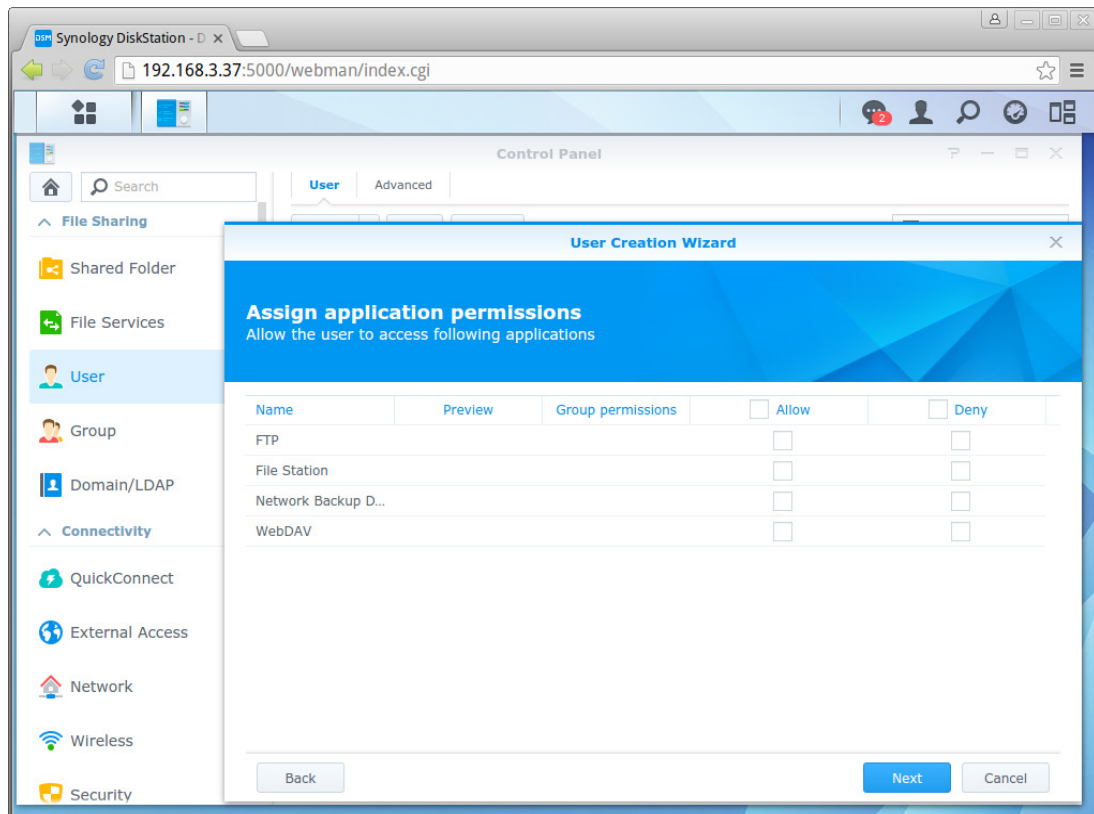 DSM Synology DiskStation - D
192.168.3.37:5000/webman/index.cgi
2
Control Panel
Search
User Advanced
File Sharing
Shared Folder
File Services
User
Group
Domain/LDAP
Connectivity
QuickConnect
External Access
Network
Wireless
Security
User Creation Wizard
Assign application permissions
Allow the user to access following applications
Name Preview Group permissions Allow Deny
FTP
File Station
Network Backup D...
WebDAV
Back Next Cancel